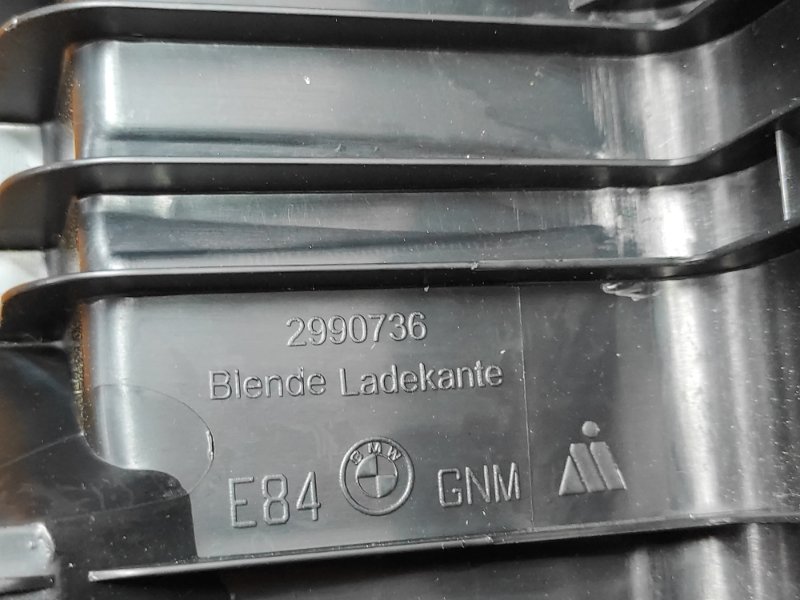 2990736
Blende Ladekante
E84 BMW GNM